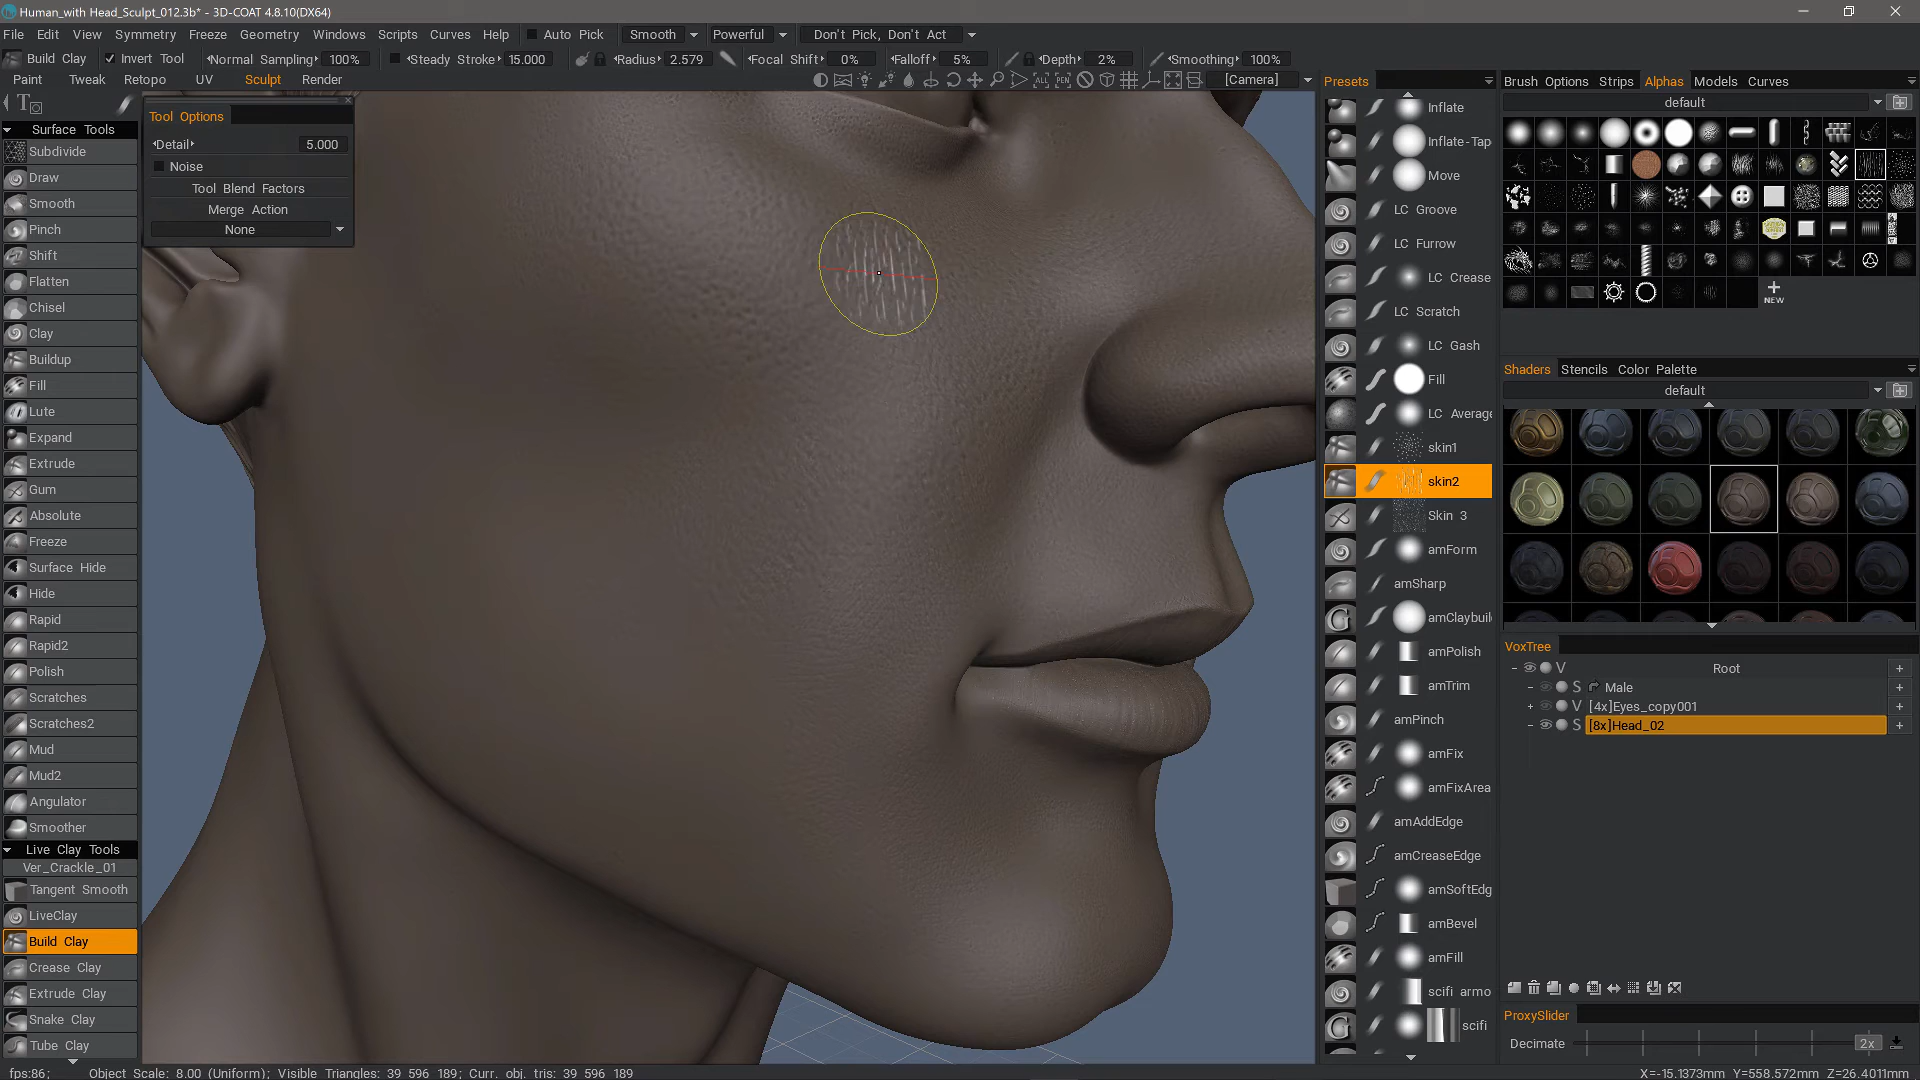 Human_with Head_Sculpt_012.3b* - 3D-COAT 4.8.10(DX64)
File Edit View Symmetry Freeze Geometry Windows Scripts Curves Help Auto Pick Smooth Powerful Don't Pick, Don't Act
Build Clay Invert Tool Normal Sampling 100% Steady Stroke 15.000 Radius 2.579 Focal Shift 0% Falloff 5% Depth 2% Smoothing 100%
Paint Tweak Retopo UV Sculpt Render [Camera]
Tool Options
Detail 5.000
Noise
Tool Blend Factors
Merge Action
None
Surface Tools
Subdivide
Draw
Smooth
Pinch
Shift
Flatten
Chisel
Clay
Buildup
Fill
Lute
Expand
Extrude
Gum
Absolute
Freeze
Surface Hide
Hide
Rapid
Rapid2
Polish
Scratches
Scratches2
Mud
Mud2
Angulator
Smoother
Live Clay Tools
Ver_Crackle_01
Tangent Smooth
LiveClay
Build Clay
Crease Clay
Extrude Clay
Snake Clay
Tube Clay
Presets
Inflate
Inflate-Tap
Move
LC Groove
LC Furrow
LC Crease
LC Scratch
LC Gash
Fill
LC Average
skin1
skin2
Skin 3
amForm
amSharp
amClaybuil
amPolish
amTrim
amPinch
amFix
amFixArea
amAddEdge
amCreaseEdge
amSoftEdg
amBevel
amFill
scifi armo
scifi
Brush Options Strips Alphas Models Curves
default
NEW
Shaders Stencils Color Palette
default
VoxTree
V Root
S Male
V [4x]Eyes_copy001
S [8x]Head_02
ProxySlider
Decimate 2x
fps:86; Object Scale: 8.00 (Uniform); Visible Triangles: 39 596 189; Curr. obj. tris: 39 596 189
X=-15.1373mm Y=558.572mm Z=26.4011mm